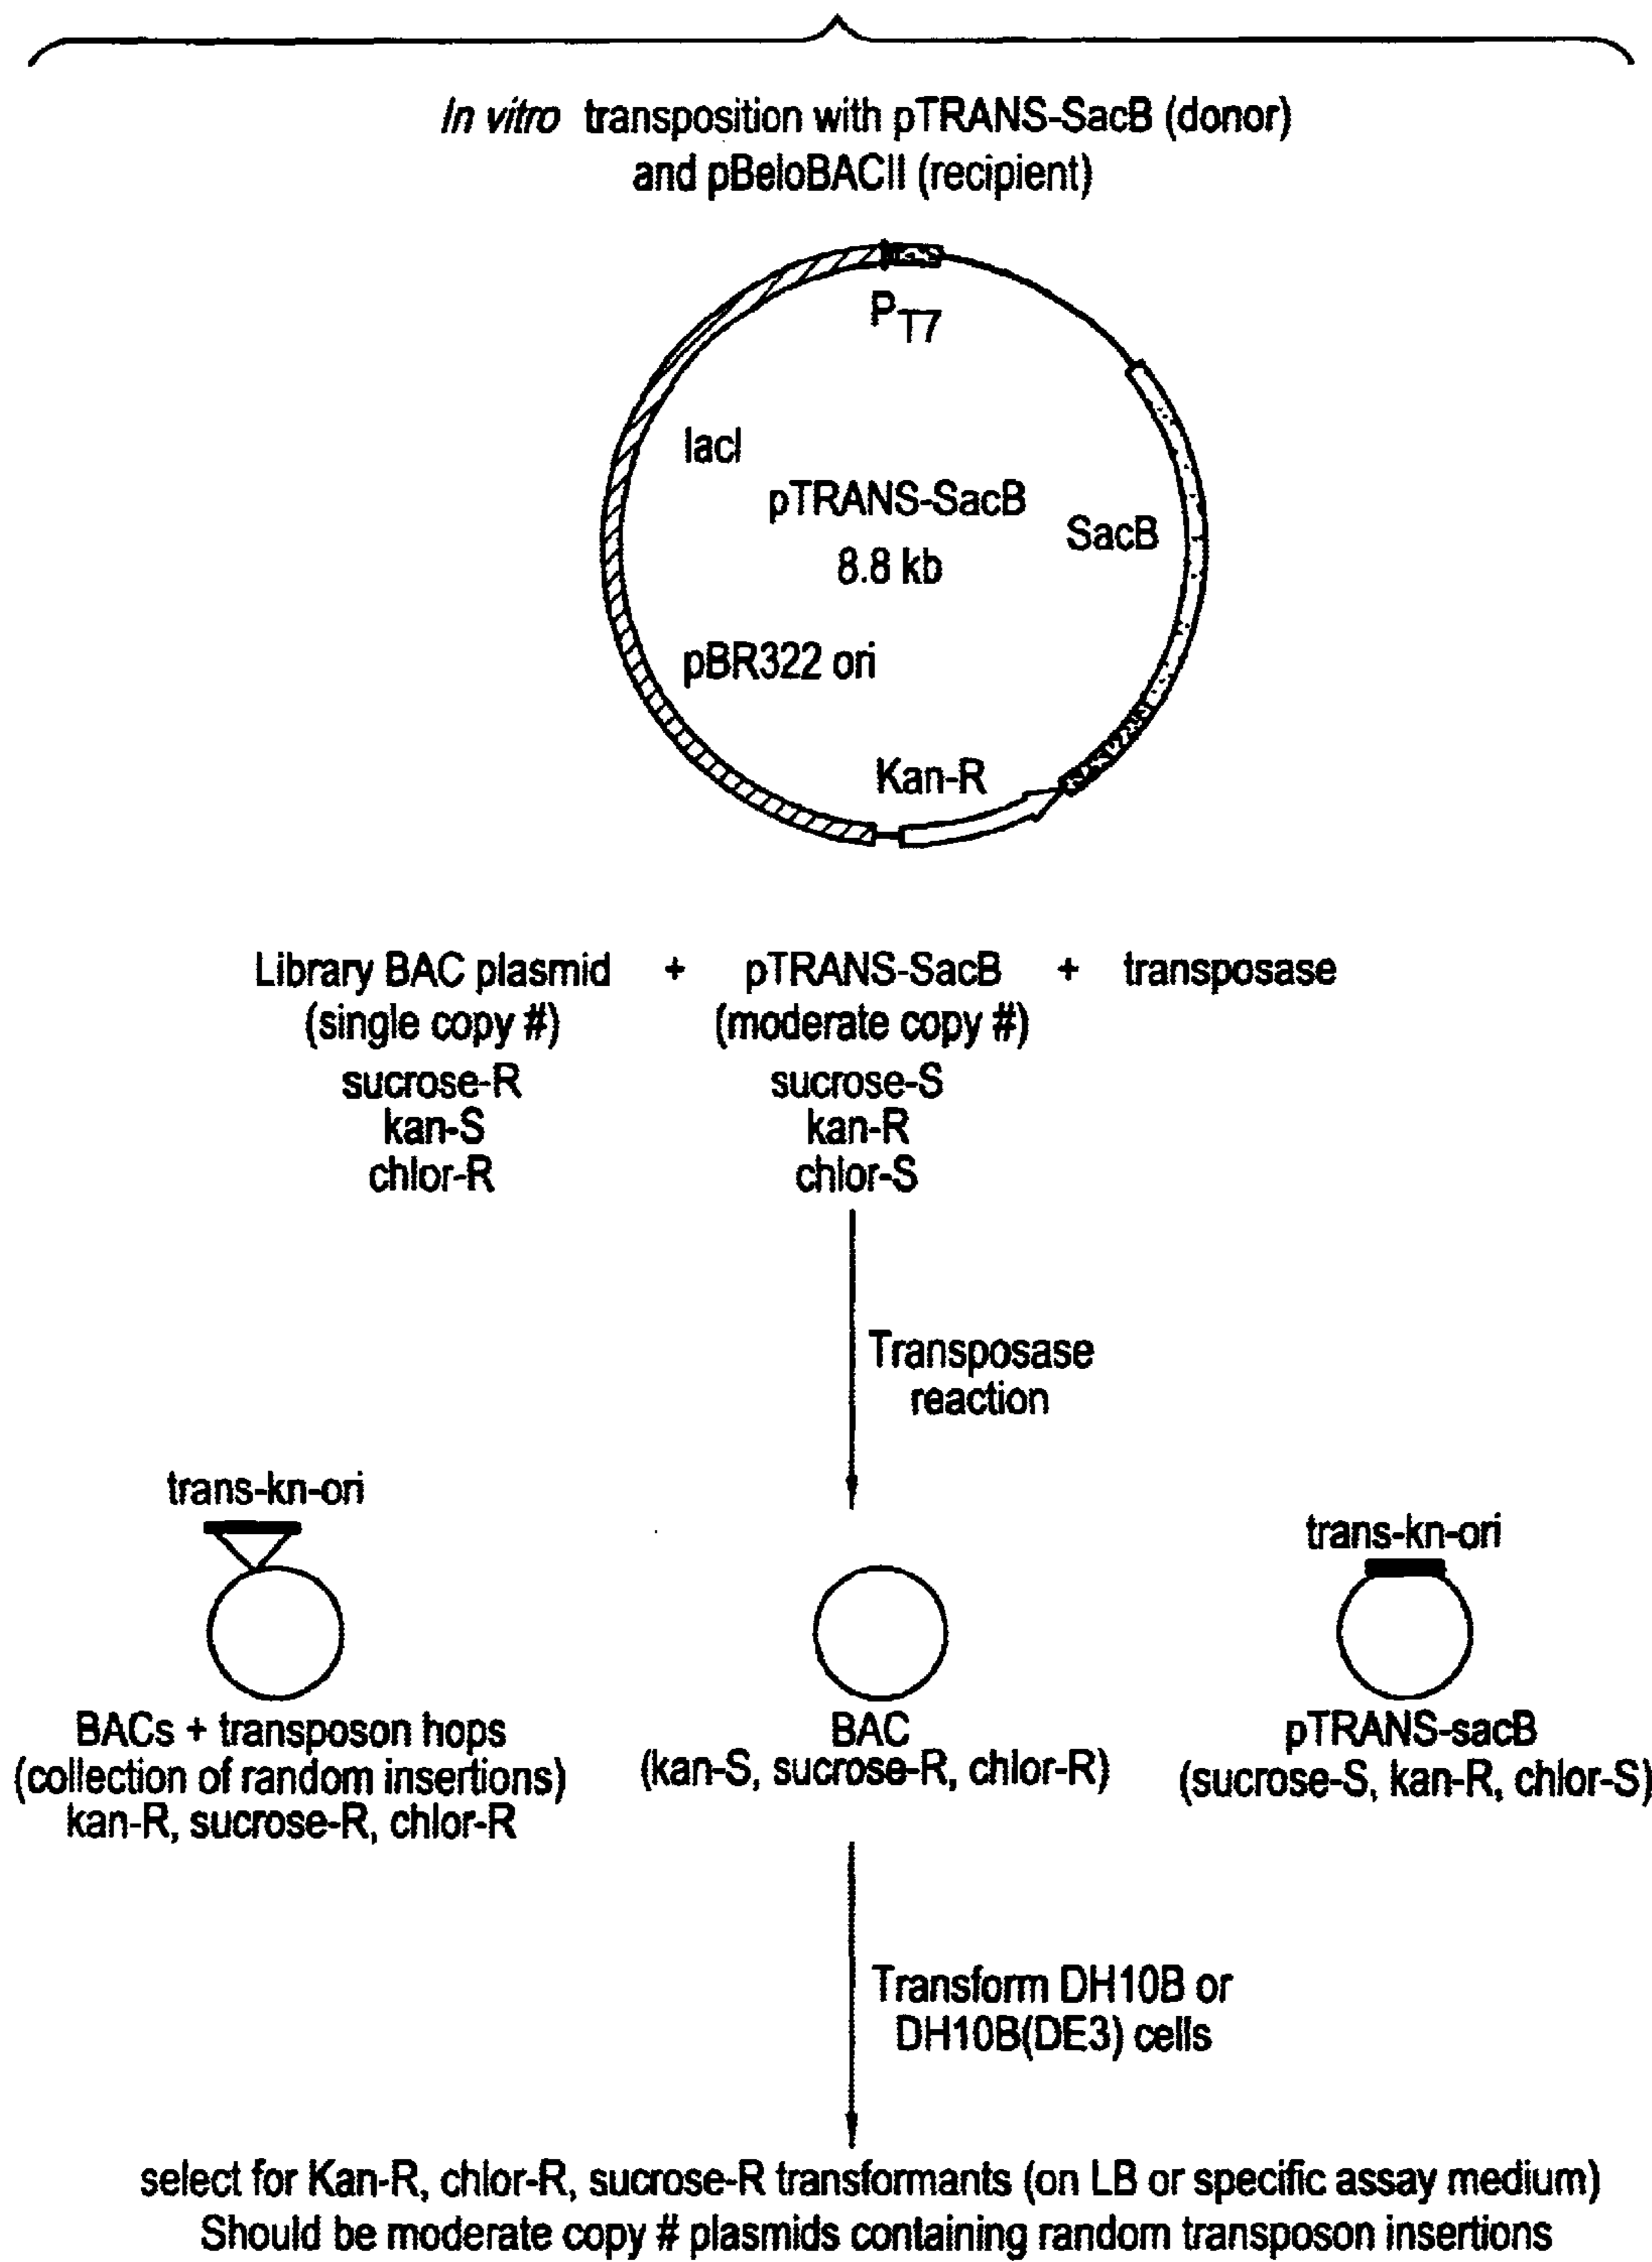 In vitro transposition with pTRANS-SacB (donor)
and pBeloBACII (recipient)
PT7
lacI
pTRANS-SacB
8.8 kb
SacB
pBR322 ori
Kan-R
Library BAC plasmid + pTRANS-SacB + transposase
(single copy #) (moderate copy #)
sucrose-R sucrose-S
kan-S kan-R
chlor-R chlor-S
Transposase
reaction
trans-kn-ori
trans-kn-ori
BACs + transposon hops
(collection of random insertions)
kan-R, sucrose-R, chlor-R
BAC
(kan-S, sucrose-R, chlor-R)
pTRANS-sacB
(sucrose-S, kan-R, chlor-S)
Transform DH10B or
DH10B(DE3) cells
select for Kan-R, chlor-R, sucrose-R transformants (on LB or specific assay medium)
Should be moderate copy # plasmids containing random transposon insertions